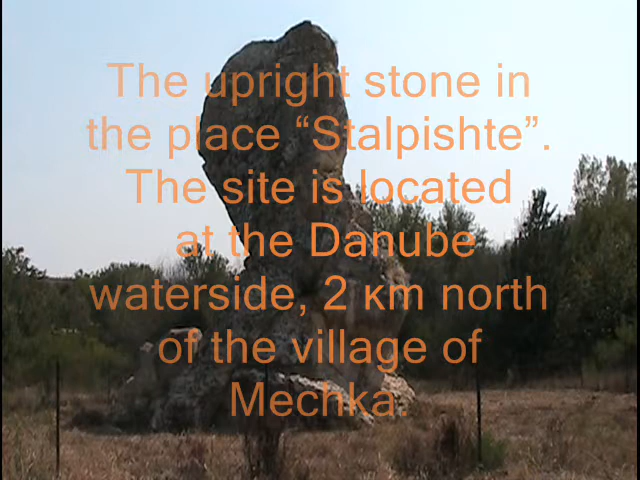 The upright stone in
the place “Stalpishte”.
The site is located
at the Danube
waterside, 2 кm north
of the village of
Mechka.